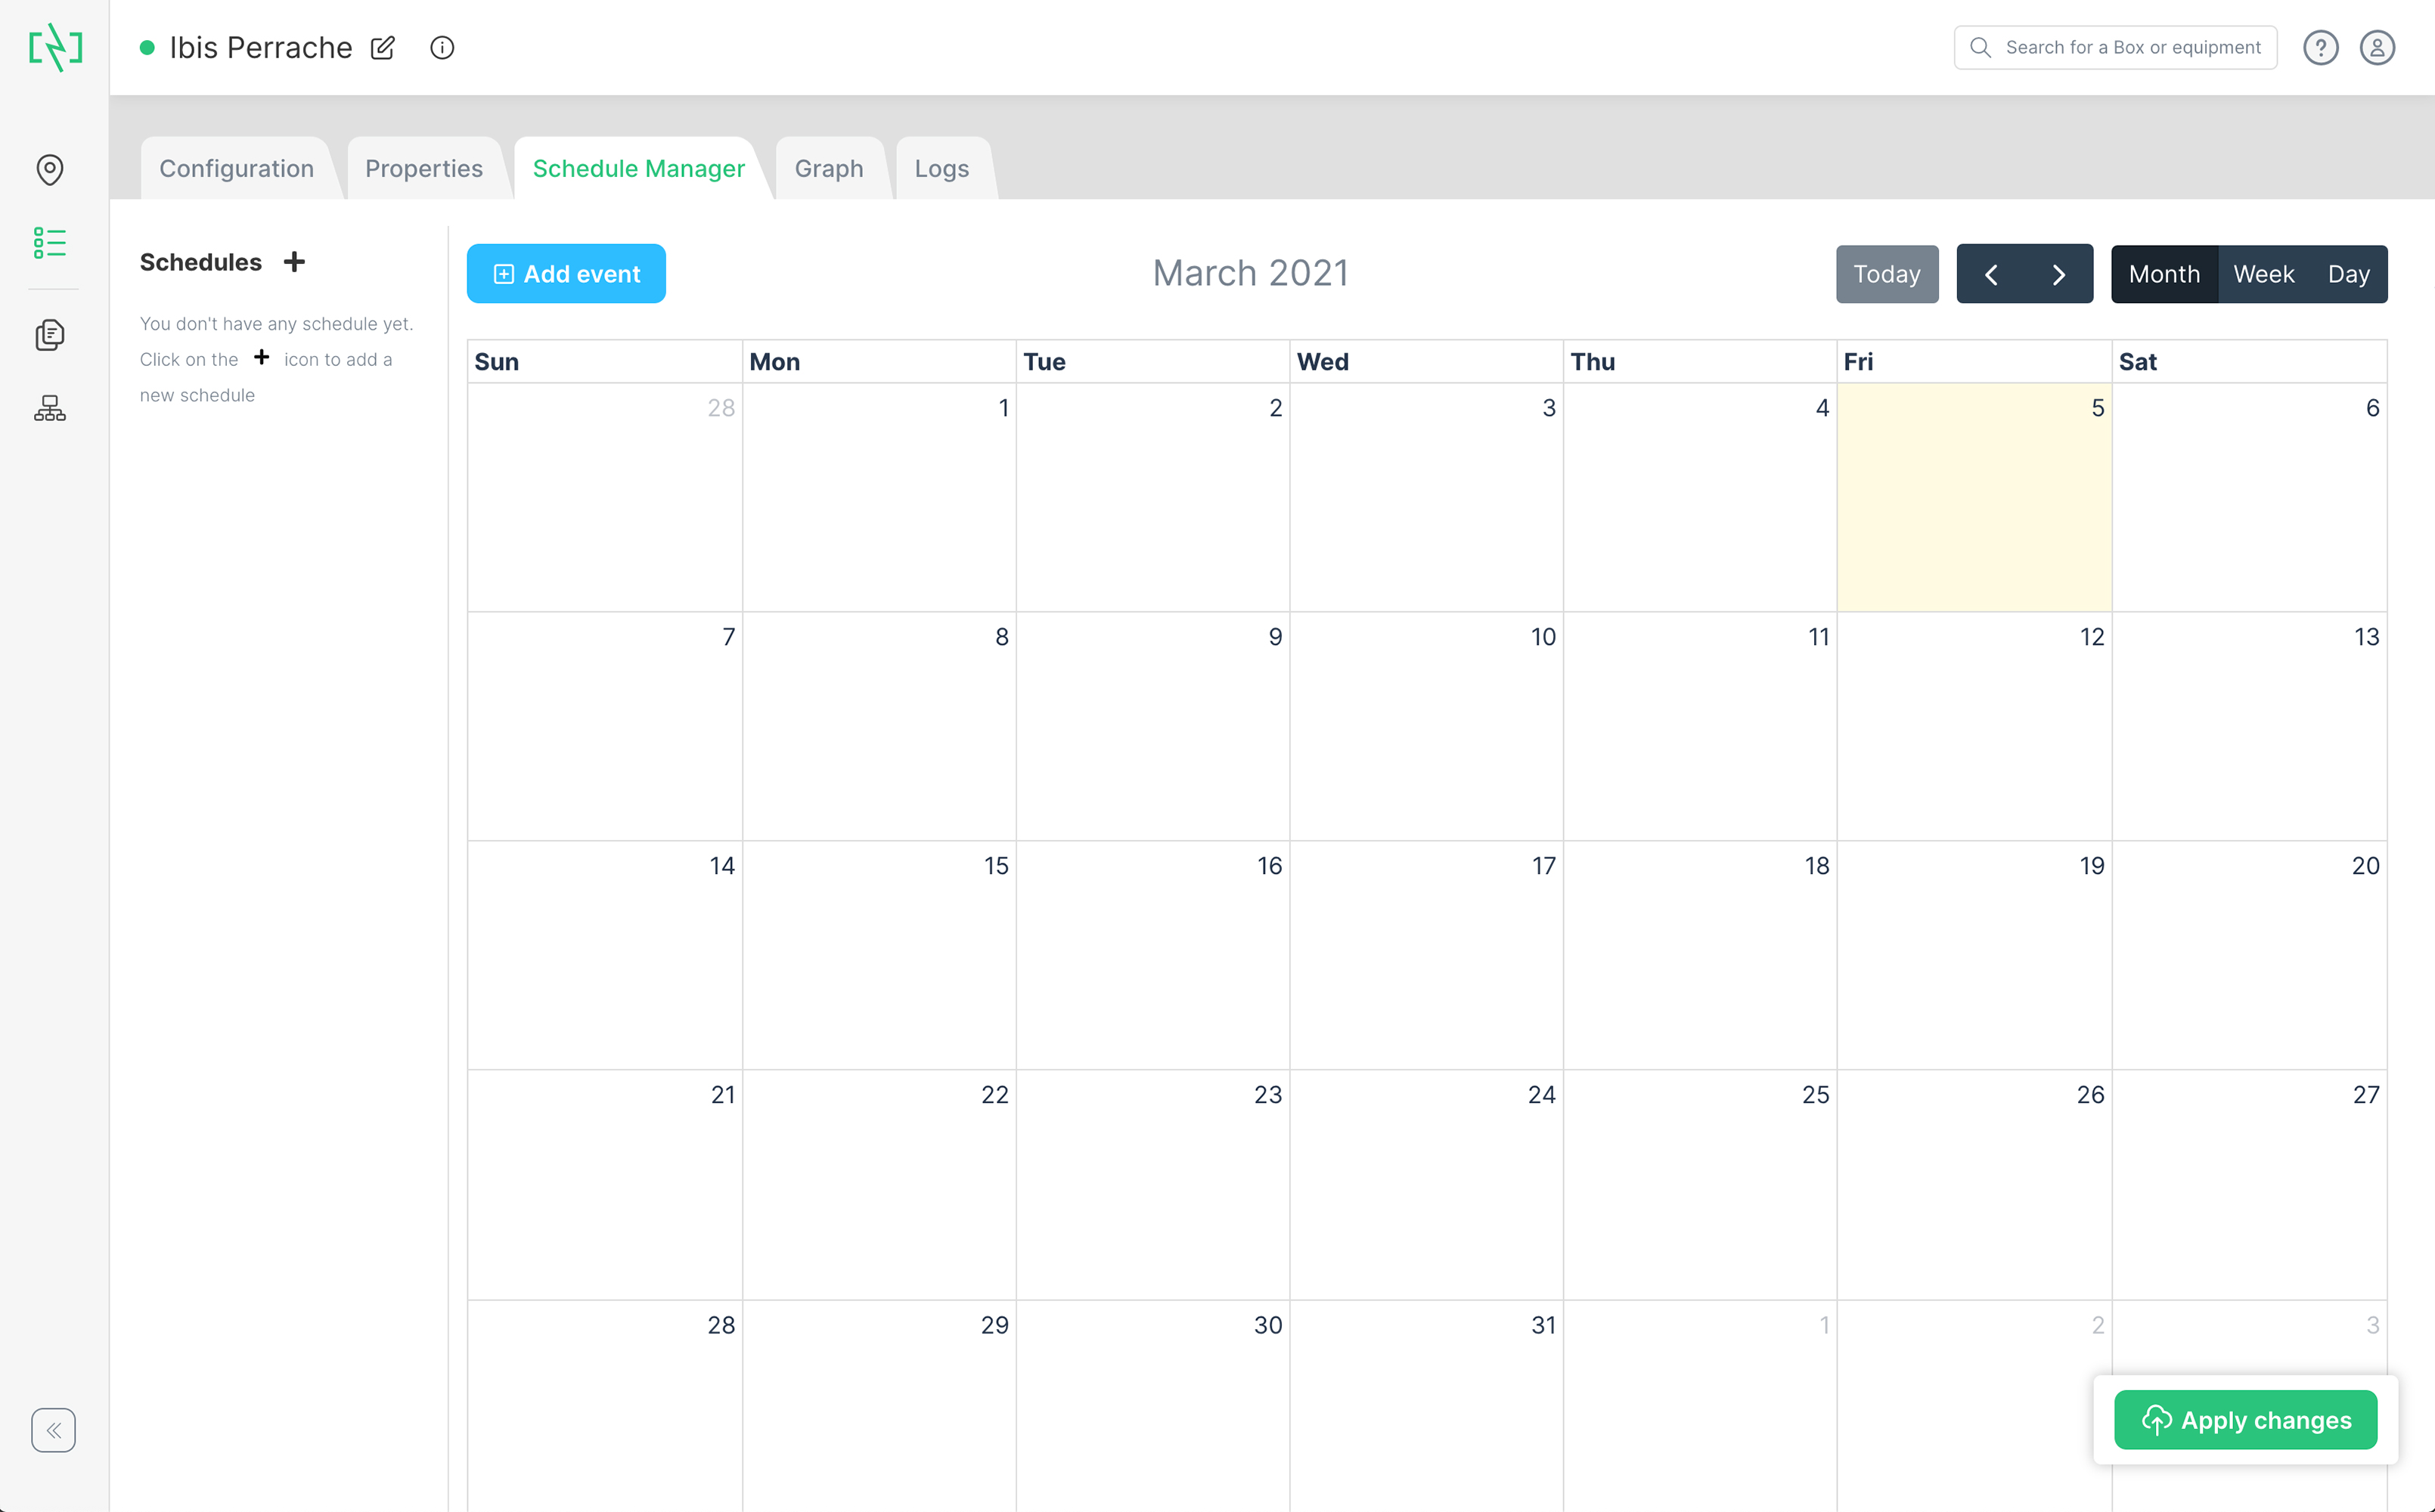 Ibis Perrache
Search for a Box or equipment
Configuration
Properties
Schedule Manager
Graph
Logs
Schedules
You don't have any schedule yet.
Click on the + icon to add a
new schedule
Add event
March 2021
Today
Month Week Day
Sun Mon Tue Wed Thu Fri Sat
28 1 2 3 4 5 6
7 8 9 10 11 12 13
14 15 16 17 18 19 20
21 22 23 24 25 26 27
28 29 30 31 1 2 3
Apply changes